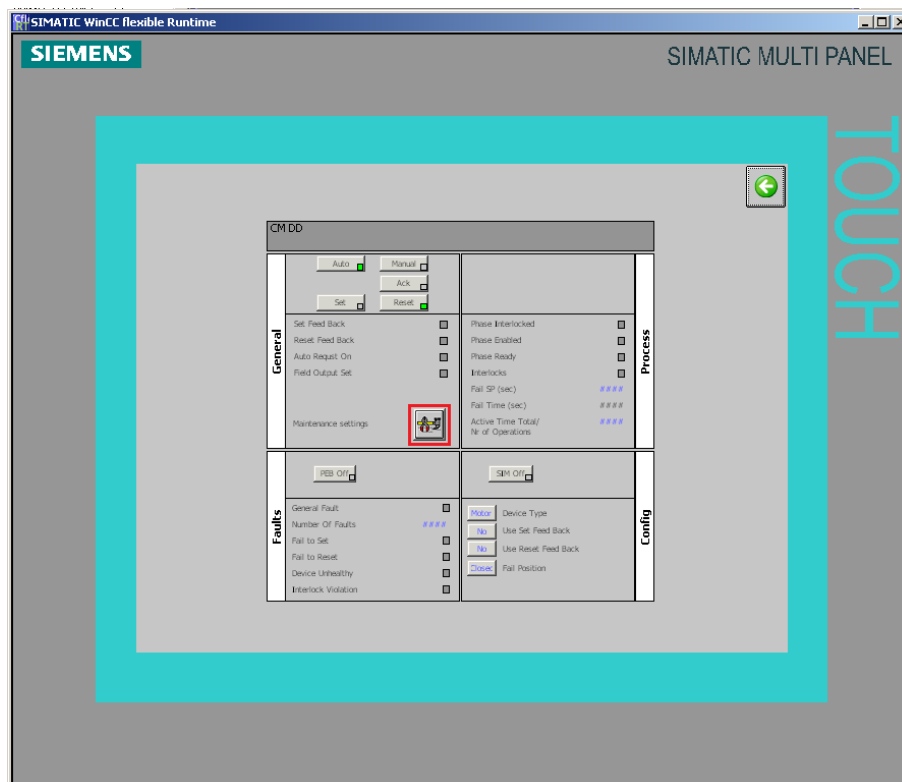 SIMATIC WinCC flexible Runtime
SIEMENS
SIMATIC MULTI PANEL
TOUCH
CM DD
General
Auto
Manual
Ack
Set
Reset
Set Feed Back
Reset Feed Back
Auto Requst On
Field Output Set
Maintenance settings
Process
Phase Interlocked
Phase Enabled
Phase Ready
Interlocks
Fail SP (sec) ####
Fail Time (sec) ####
Active Time Total/ ####
Nr of Operations
Faults
PEB Off
General Fault
Number Of Faults ####
Fail to Set
Fail to Reset
Device Unhealthy
Interlock Violation
Config
SIM Off
Motor Device Type
No Use Set Feed Back
No Use Reset Feed Back
Closed Fail Position